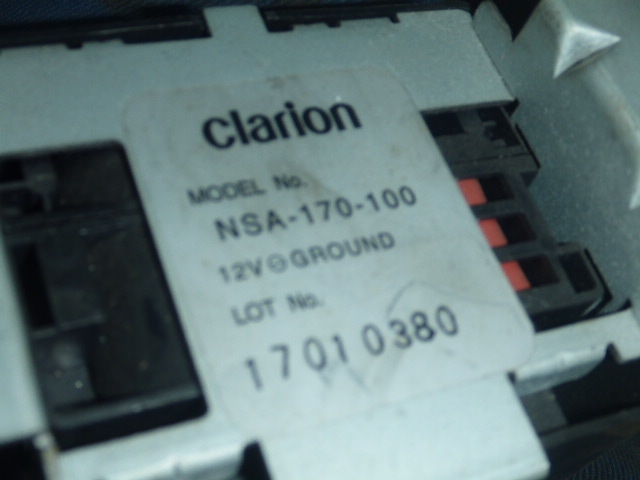 clarion
MODEL No.
NSA-170-100
12V⊖GROUND
LOT No.
17010380